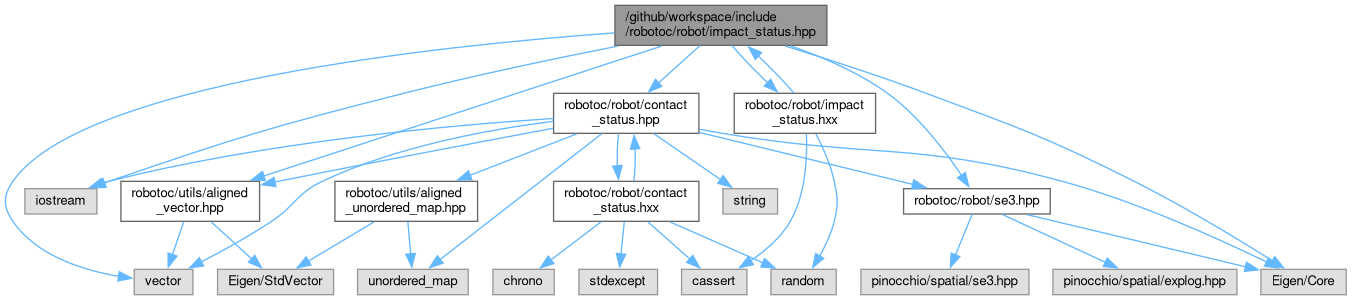 /github/workspace/include
/robotoc/robot/impact_status.hpp
robotoc/robot/contact
_status.hpp
robotoc/robot/impact
_status.hxx
iostream
robotoc/utils/aligned
_vector.hpp
robotoc/utils/aligned
_unordered_map.hpp
robotoc/robot/contact
_status.hxx
string
robotoc/robot/se3.hpp
vector
Eigen/StdVector
unordered_map
chrono
stdexcept
cassert
random
pinocchio/spatial/se3.hpp
pinocchio/spatial/explog.hpp
Eigen/Core